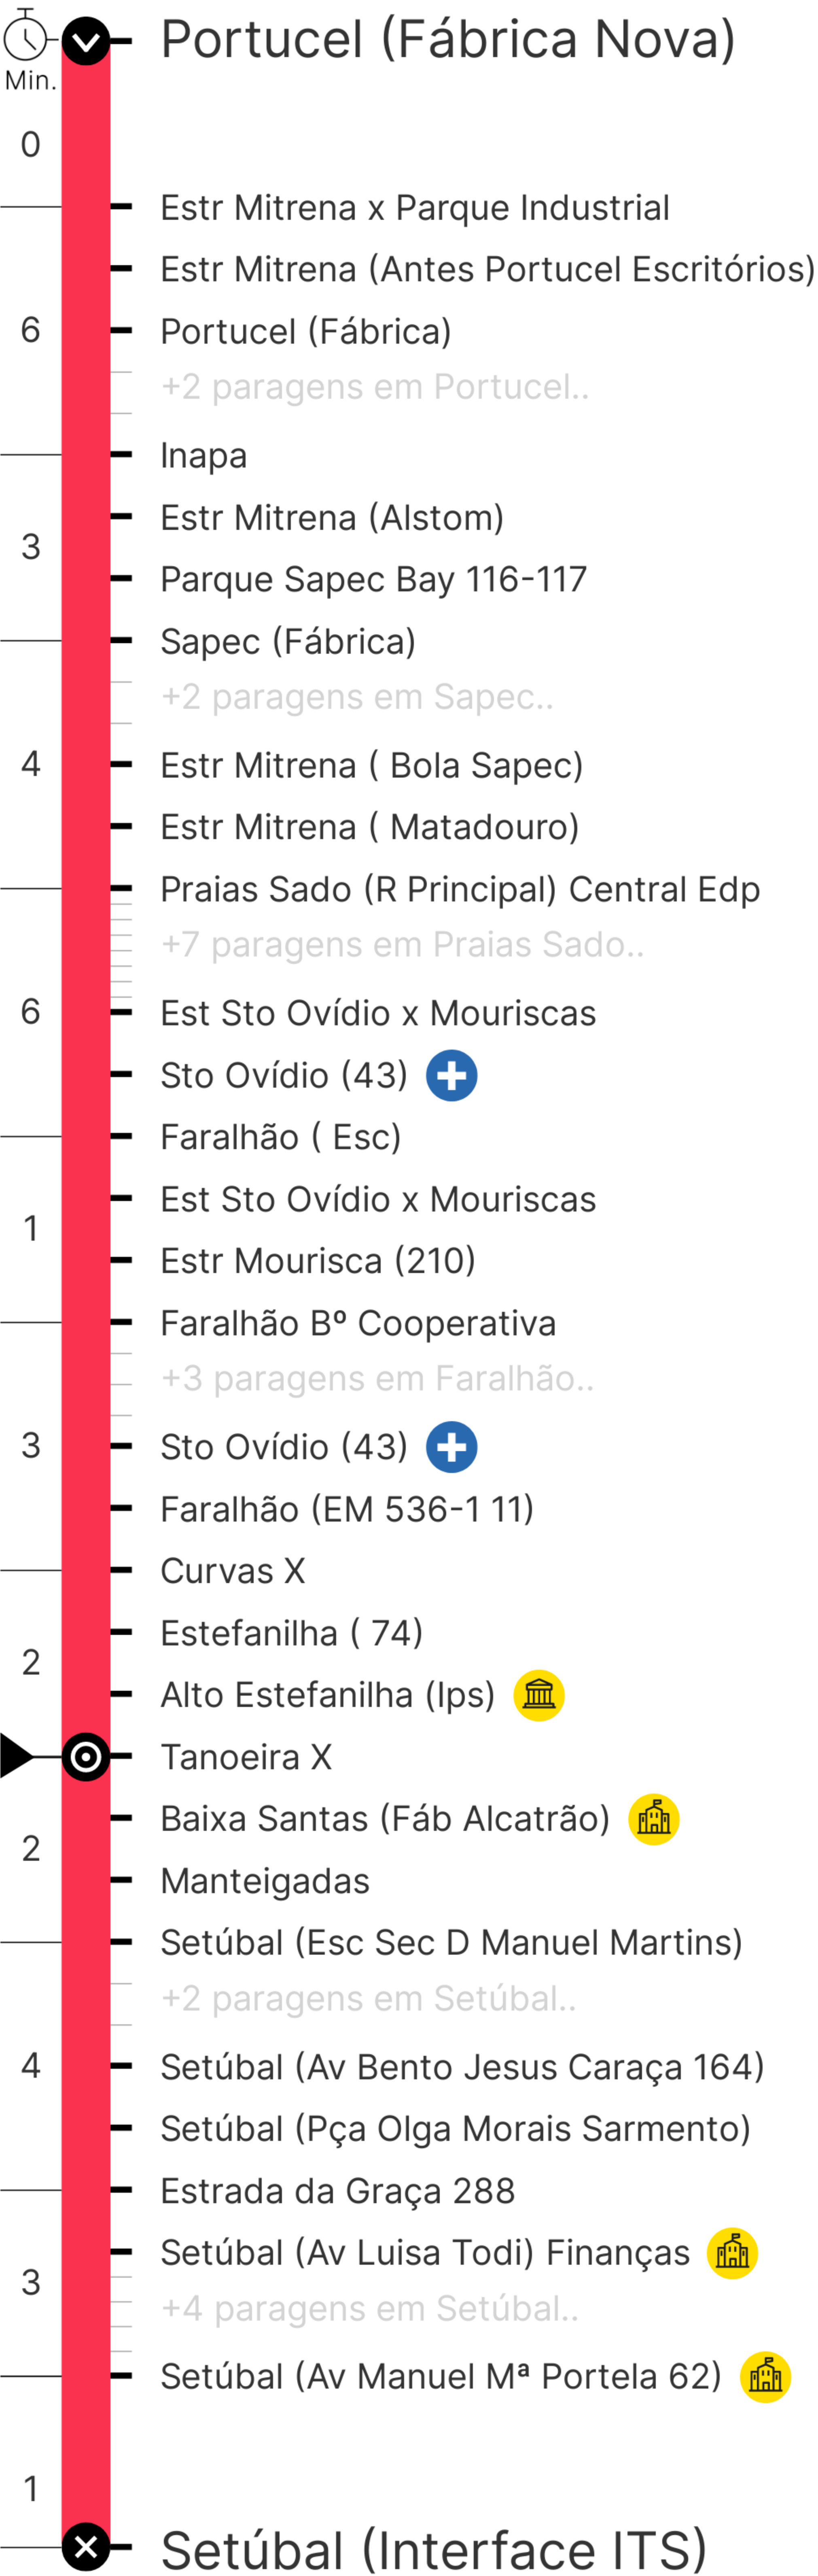 Portucel (Fábrica Nova)
Min.
0
Estr Mitrena x Parque Industrial
Estr Mitrena (Antes Portucel Escritórios)
6
Portucel (Fábrica)
+2 paragens em Portucel..
Inapa
Estr Mitrena (Alstom)
3
Parque Sapec Bay 116-117
Sapec (Fábrica)
+2 paragens em Sapec..
4
Estr Mitrena ( Bola Sapec)
Estr Mitrena ( Matadouro)
Praias Sado (R Principal) Central Edp
+7 paragens em Praias Sado..
6
Est Sto Ovídio x Mouriscas
Sto Ovídio (43)
Faralhão ( Esc)
Est Sto Ovídio x Mouriscas
1
Estr Mourisca (210)
Faralhão Bº Cooperativa
+3 paragens em Faralhão..
3
Sto Ovídio (43)
Faralhão (EM 536-1 11)
Curvas X
Estefanilha ( 74)
2
Alto Estefanilha (Ips)
Tanoeira X
Baixa Santas (Fáb Alcatrão)
2
Manteigadas
Setúbal (Esc Sec D Manuel Martins)
+2 paragens em Setúbal..
4
Setúbal (Av Bento Jesus Caraça 164)
Setúbal (Pça Olga Morais Sarmento)
Estrada da Graça 288
Setúbal (Av Luisa Todi) Finanças
3
+4 paragens em Setúbal..
Setúbal (Av Manuel Mª Portela 62)
1
Setúbal (Interface ITS)